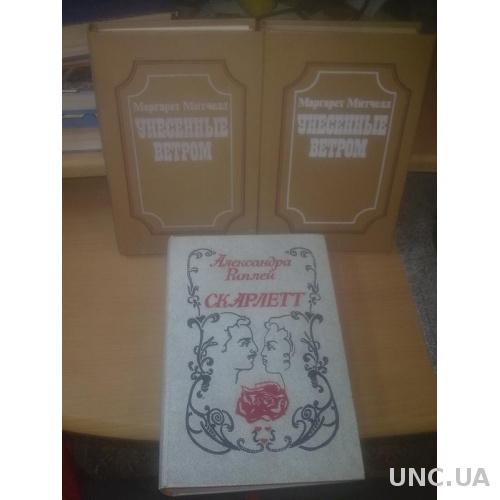 Маргарет Митчелл
УНЕСЕННЫЕ
ВЕТРОМ
Маргарет Митчелл
УНЕСЕННЫЕ
ВЕТРОМ
Александра
Риплей
СКАРЛЕТТ
UNC.UA